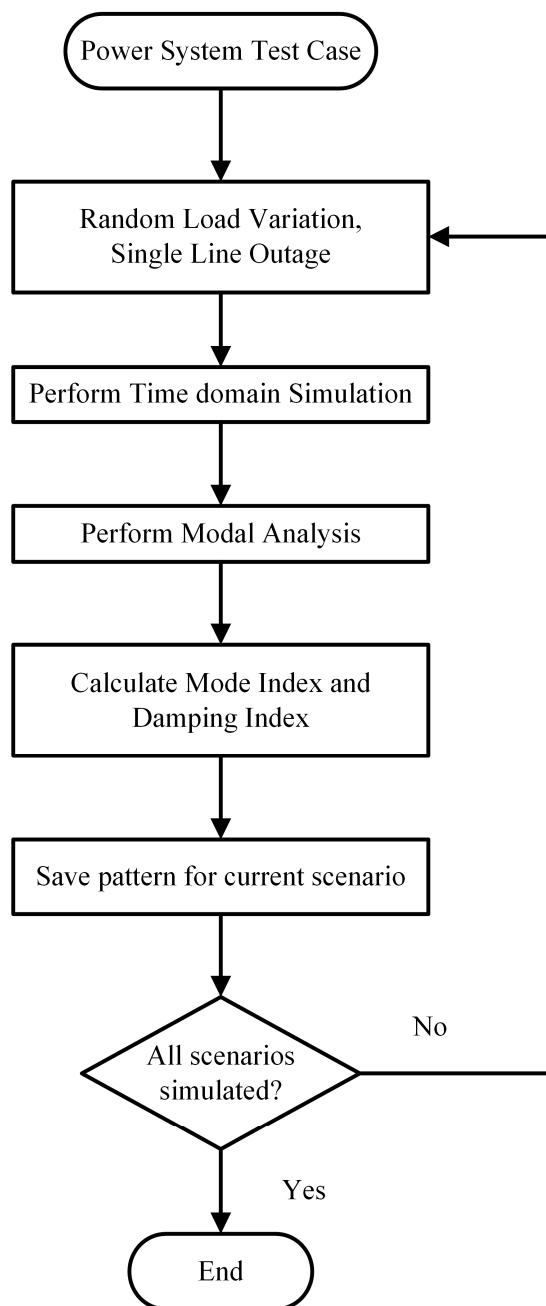 Power System Test Case
Random Load Variation,
Single Line Outage
Perform Time domain Simulation
Perform Modal Analysis
Calculate Mode Index and
Damping Index
Save pattern for current scenario
All scenarios
simulated?
No
Yes
End